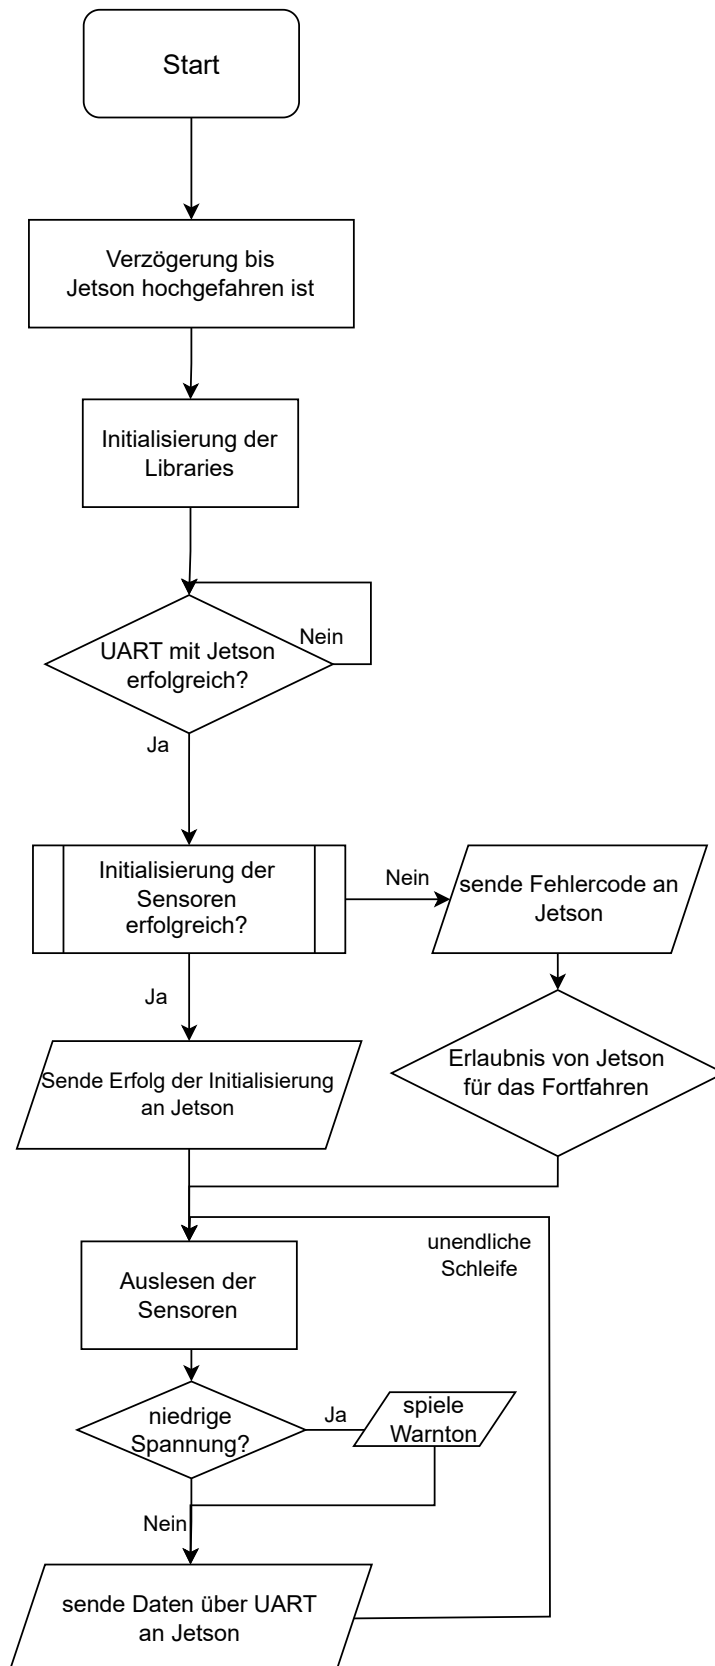 Start
Verzögerung bis
Jetson hochgefahren ist
Initialisierung der
Libraries
Nein
UART mit Jetson
erfolgreich?
Ja
Initialisierung der
Sensoren
erfolgreich?
Nein
sende Fehlercode an
Jetson
Ja
Erlaubnis von Jetson
für das Fortfahren
Sende Erfolg der Initialisierung
an Jetson
unendliche
Schleife
Auslesen der
Sensoren
niedrige
Spannung?
Ja
spiele
Warnton
Nein
sende Daten über UART
an Jetson